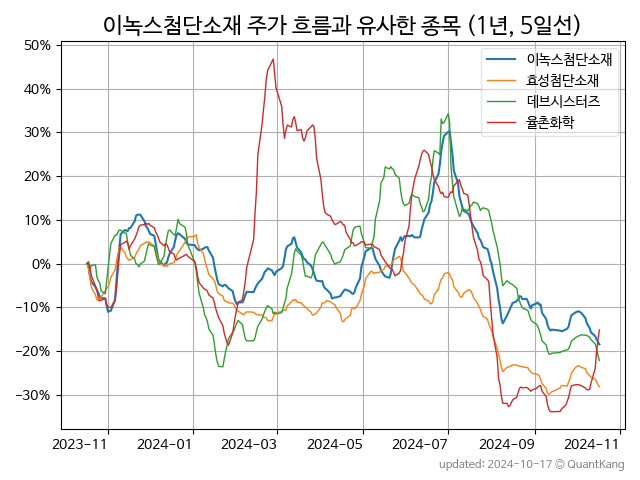 이녹스첨단소재 주가 흐름과 유사한 종목 (1년, 5일선)
50%
40%
30%
20%
10%
0%
−10%
−20%
−30%
이녹스첨단소재
효성첨단소재
데브시스터즈
율촌화학
2023-11
2024-01
2024-03
2024-05
2024-07
2024-09
2024-11
updated: 2024-10-17 © QuantKang